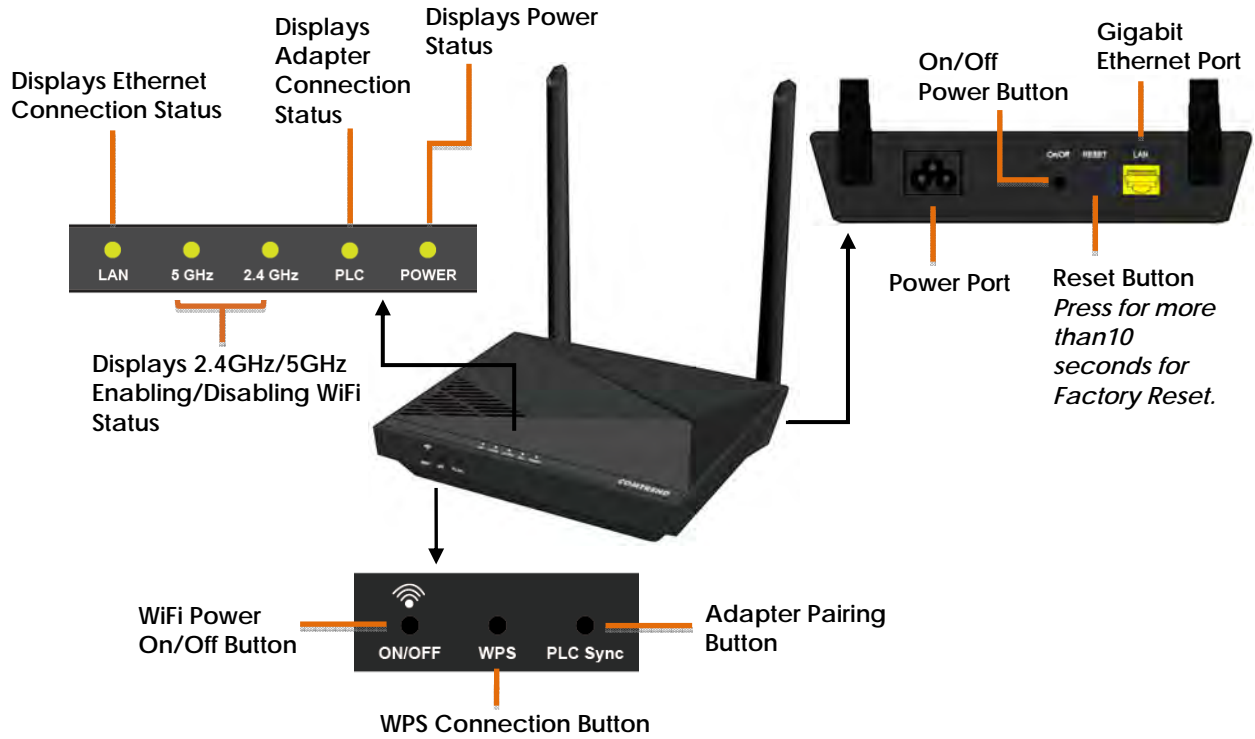 Displays Ethernet
Connection Status
Displays
Adapter
Connection
Status
Displays Power
Status
LAN
5 GHz
2.4 GHz
PLC
POWER
Displays 2.4GHz/5GHz
Enabling/Disabling WiFi
Status
On/Off
Power Button
Gigabit
Ethernet Port
On/Off
RESET
LAN
Power Port
Reset Button
Press for more
than10
seconds for
Factory Reset.
COMTREND
WiFi Power
On/Off Button
ON/OFF
WPS
PLC Sync
Adapter Pairing
Button
WPS Connection Button